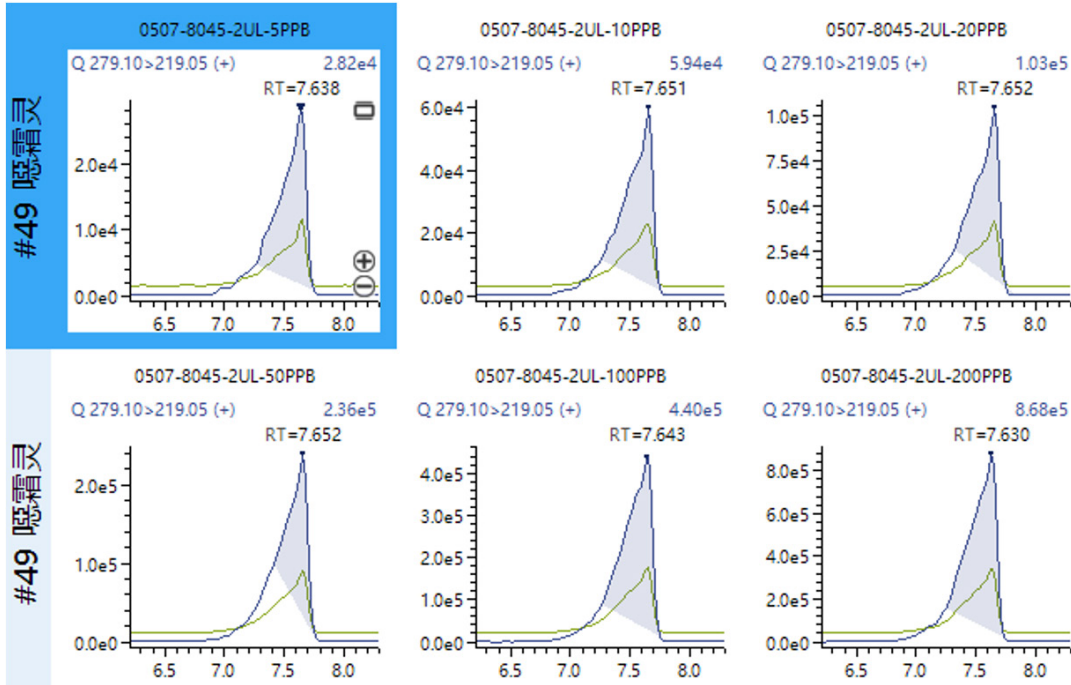 #49 噁霜灵
0507-8045-2UL-5PPB
Q 279.10>219.05 (+) 2.82e4
RT=7.638
2.0e4
1.0e4
0.0e0
6.5 7.0 7.5 8.0
0507-8045-2UL-10PPB
Q 279.10>219.05 (+) 5.94e4
RT=7.651
6.0e4
4.0e4
2.0e4
0.0e0
6.5 7.0 7.5 8.0
0507-8045-2UL-20PPB
Q 279.10>219.05 (+) 1.03e5
RT=7.652
1.0e5
7.5e4
5.0e4
2.5e4
0.0e0
6.5 7.0 7.5 8.0
#49 噁霜灵
0507-8045-2UL-50PPB
Q 279.10>219.05 (+) 2.36e5
RT=7.652
2.0e5
1.0e5
0.0e0
6.5 7.0 7.5 8.0
0507-8045-2UL-100PPB
Q 279.10>219.05 (+) 4.40e5
RT=7.643
4.0e5
3.0e5
2.0e5
1.0e5
0.0e0
6.5 7.0 7.5 8.0
0507-8045-2UL-200PPB
Q 279.10>219.05 (+) 8.68e5
RT=7.630
8.0e5
6.0e5
4.0e5
2.0e5
0.0e0
6.5 7.0 7.5 8.0